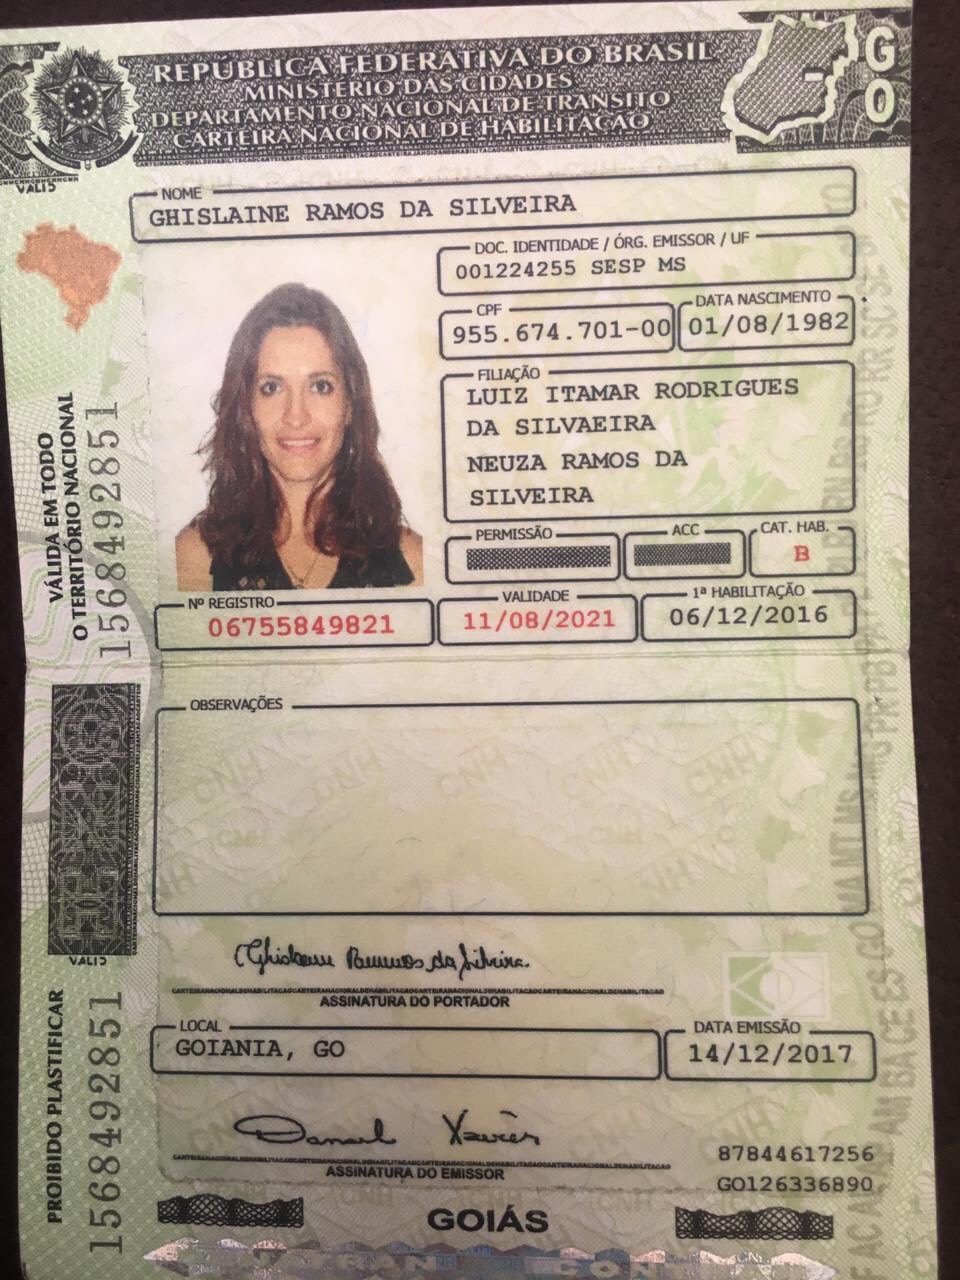 REPÚBLICA FEDERATIVA DO BRASIL
MINISTÉRIO DAS CIDADES
DEPARTAMENTO NACIONAL DE TRÂNSITO
CARTEIRA NACIONAL DE HABILITAÇÃO
GO
VALID
NOME
GHISLAINE RAMOS DA SILVEIRA
DOC. IDENTIDADE / ÓRG. EMISSOR / UF
001224255 SESP MS
CPF
955.674.701-00
DATA NASCIMENTO
01/08/1982
FILIAÇÃO
LUIZ ITAMAR RODRIGUES
DA SILVAEIRA
NEUZA RAMOS DA
SILVEIRA
PERMISSÃO
ACC
CAT. HAB.
B
Nº REGISTRO
06755849821
VALIDADE
11/08/2021
1ª HABILITAÇÃO
06/12/2016
VÁLIDA EM TODO
O TERRITÓRIO NACIONAL
1568492851
OBSERVAÇÕES
VALID
Ghislaine Ramos da Silveira
ASSINATURA DO PORTADOR
LOCAL
GOIANIA, GO
DATA EMISSÃO
14/12/2017
PROIBIDO PLASTIFICAR
1568492851
ASSINATURA DO EMISSOR
87844617256
GO126336890
GOIÁS